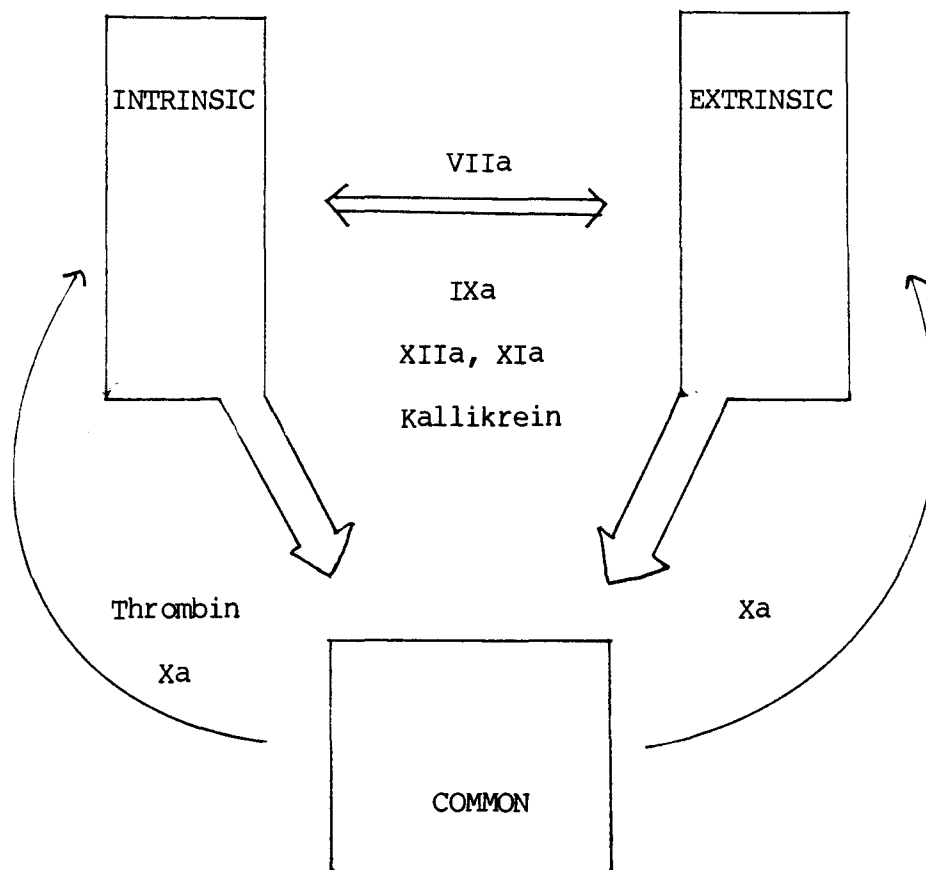 INTRINSIC
EXTRINSIC
VIIa
IXa
XIIa, XIa
Kallikrein
Thrombin
Xa
Xa
COMMON